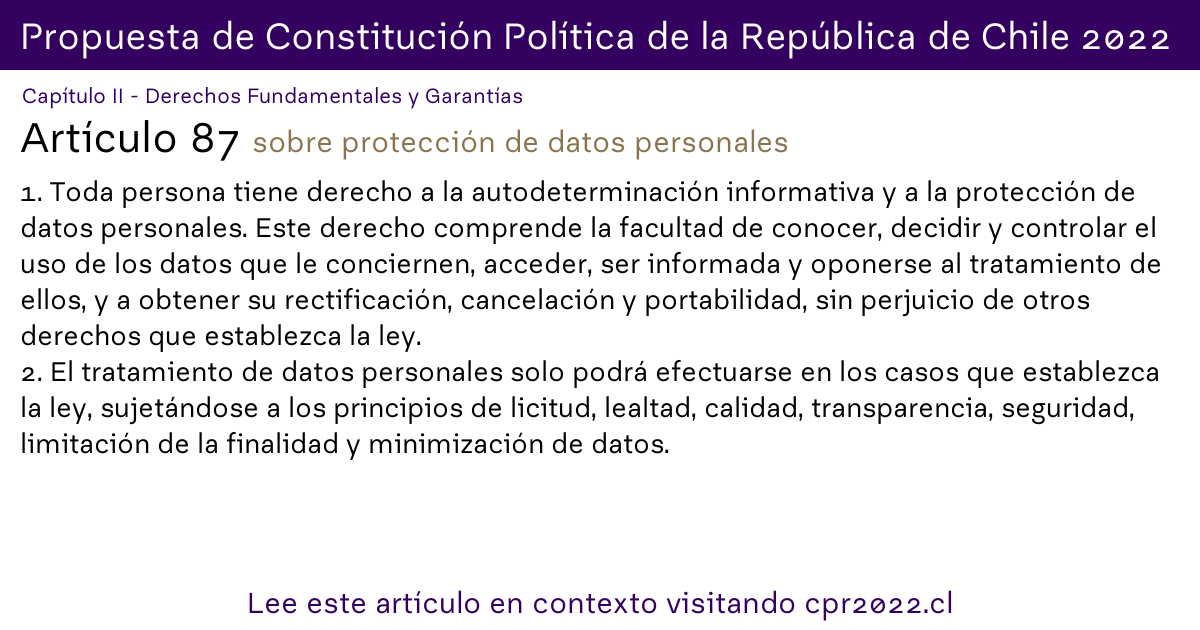 Propuesta de Constitución Política de la República de Chile 2022
Capítulo II - Derechos Fundamentales y Garantías
Artículo 87 sobre protección de datos personales
1. Toda persona tiene derecho a la autodeterminación informativa y a la protección de
datos personales. Este derecho comprende la facultad de conocer, decidir y controlar el
uso de los datos que le conciernen, acceder, ser informada y oponerse al tratamiento de
ellos, y a obtener su rectificación, cancelación y portabilidad, sin perjuicio de otros
derechos que establezca la ley.
2. El tratamiento de datos personales solo podrá efectuarse en los casos que establezca
la ley, sujetándose a los principios de licitud, lealtad, calidad, transparencia, seguridad,
limitación de la finalidad y minimización de datos.
Lee este artículo en contexto visitando cpr2022.cl